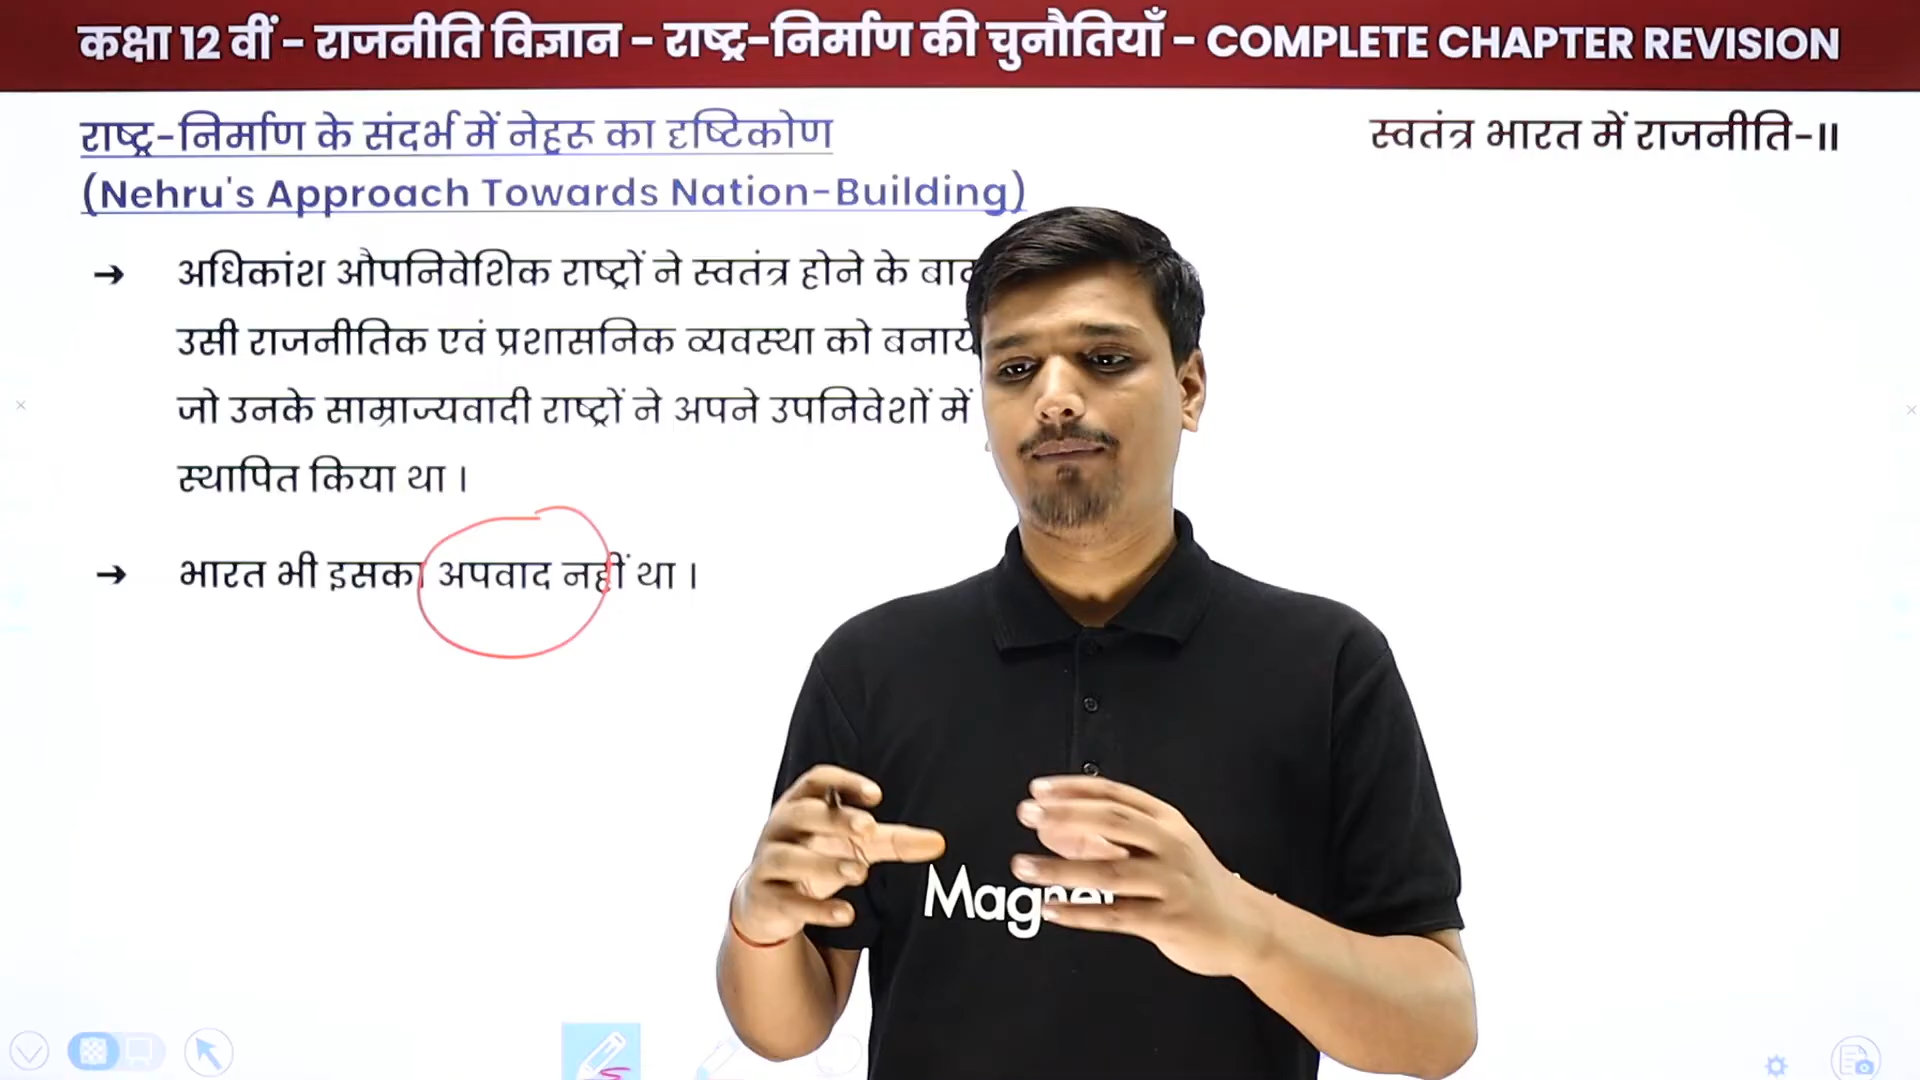 कक्षा 12 वीं - राजनीति विज्ञान - राष्ट्र-निर्माण की चुनौतियाँ - COMPLETE CHAPTER REVISION
राष्ट्र-निर्माण के संदर्भ में नेहरू का दृष्टिकोण
स्वतंत्र भारत में राजनीति-II
(Nehru's Approach Towards Nation-Building)
→ अधिकांश औपनिवेशिक राष्ट्रों ने स्वतंत्र होने के
उसी राजनीतिक एवं प्रशासनिक व्यवस्था को
जो उनके साम्राज्यवादी राष्ट्रों ने अपने उपनिवेशों में
स्थापित किया था ।
→ भारत भी इसका अपवाद नहीं था ।